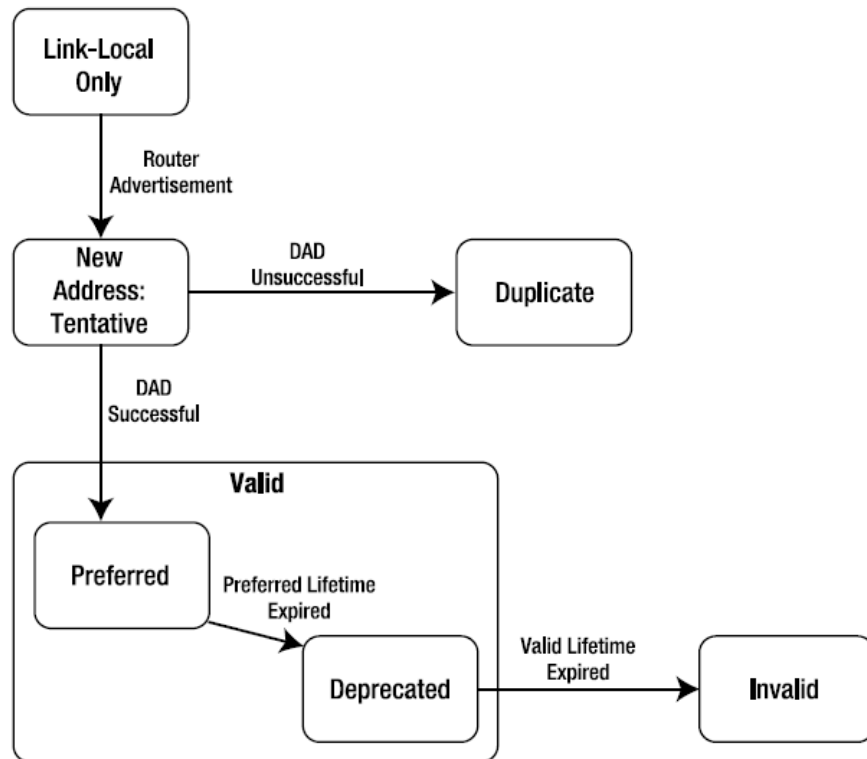 Link-Local
Only
Router
Advertisement
New
Address:
Tentative
DAD
Unsuccessful
Duplicate
DAD
Successful
Valid
Preferred
Preferred Lifetime
Expired
Deprecated
Valid Lifetime
Expired
Invalid